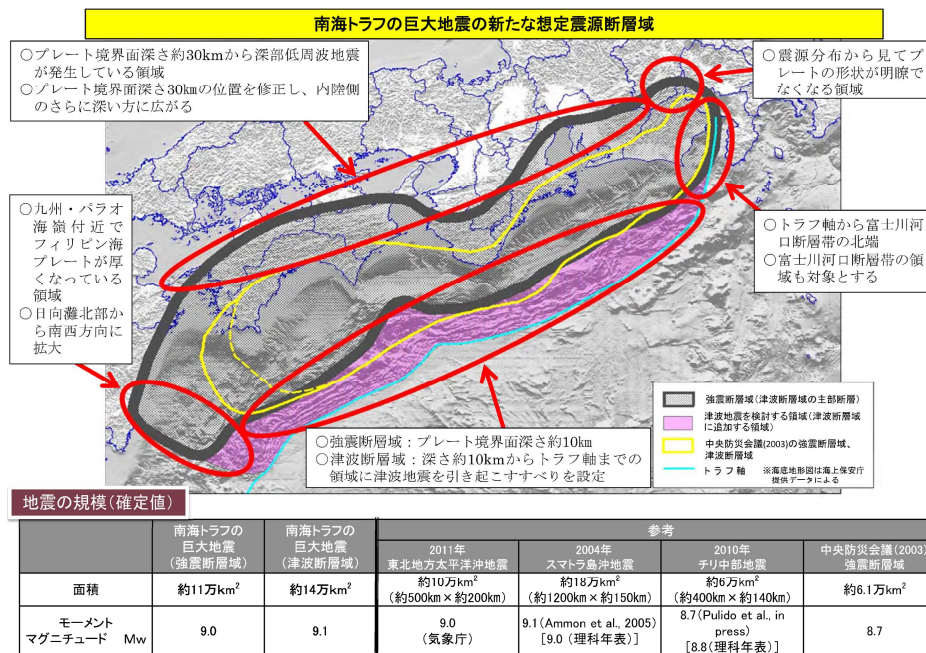 南海トラフの巨大地震の新たな想定震源断層域
○プレート境界面深さ約30kmから深部低周波地震
が発生している領域
○プレート境界面深さ30kmの位置を修正し、内陸側
のさらに深い方に広がる
○震源分布から見て
プレートの形状が明瞭で
なくなる領域
○九州・パラオ
海嶺付近で
フィリピン海
プレートが厚
くなっている
領域
○日向灘北部か
ら南西方向に
拡大
○トラフ軸から富士川河
口断層帯の北端
○富士川河口断層帯の領
域も対象とする
○強震断層域:プレート境界面深さ約10km
○津波断層域:深さ約10kmからトラフ軸までの
領域に津波地震を引き起こすすべりを設定
強震断層域(津波断層域の主部断層)
津波地震を検討する領域(津波断層域
に追加する領域)
中央防災会議(2003)の強震断層域、
津波断層域
トラフ軸 ※海底地形図は海上保安庁
提供データによる
地震の規模(確定値)
南海トラフの
巨大地震
(強震断層域)
南海トラフの
巨大地震
(津波断層域)
参考
2011年
東北地方太平洋沖地震
2004年
スマトラ島沖地震
2010年
チリ中部地震
中央防災会議(2003)
強震断層域
面積
約11万km²
約14万km²
約10万km²
(約500km×約200km)
約18万km²
(約1200km×約150km)
約6万km²
(約400km×約140km)
約6.1万km²
モーメント
マグニチュード Mw
9.0
9.1
9.0
(気象庁)
9.1(Ammon et al., 2005)
[9.0 (理科年表)]
8.7(Pulido et al., in
press)
[8.8(理科年表)]
8.7